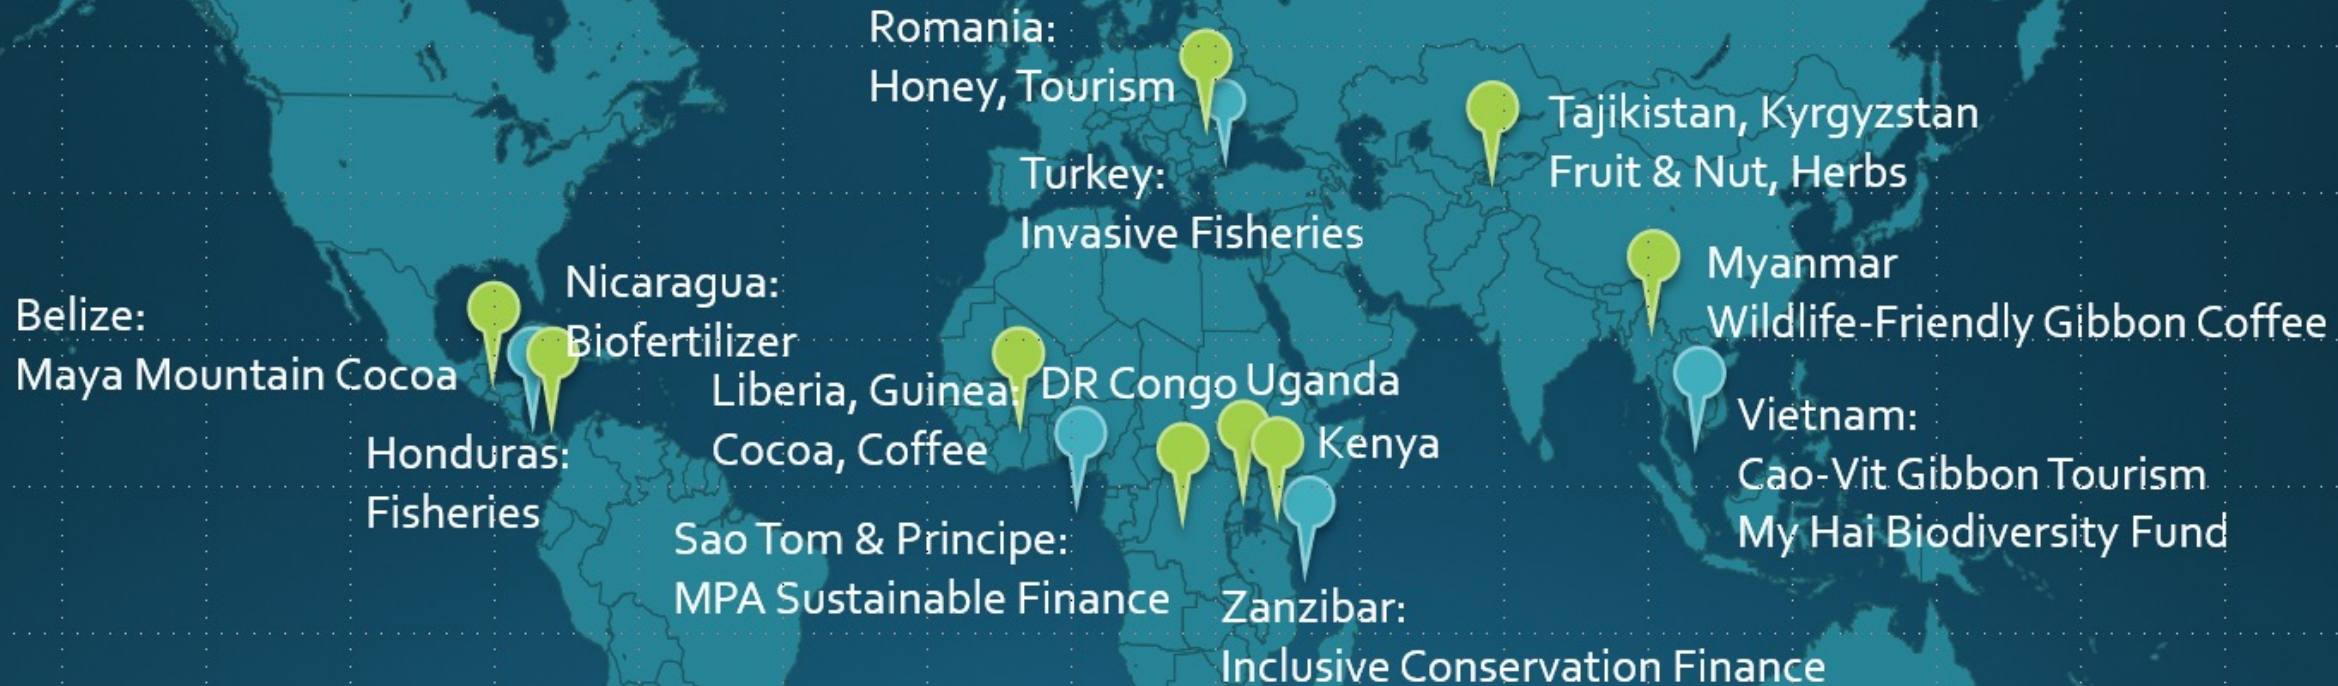 Romania:
Honey, Tourism
Turkey:
Invasive Fisheries
Tajikistan, Kyrgyzstan
Fruit & Nut, Herbs
Myanmar
Wildlife-Friendly Gibbon Coffee
Vietnam:
Cao-Vit Gibbon Tourism
My Hai Biodiversity Fund
Belize:
Maya Mountain Cocoa
Nicaragua:
Biofertilizer
Honduras:
Fisheries
Liberia, Guinea:
Cocoa, Coffee
DR Congo
Uganda
Kenya
Sao Tom & Principe:
MPA Sustainable Finance
Zanzibar:
Inclusive Conservation Finance